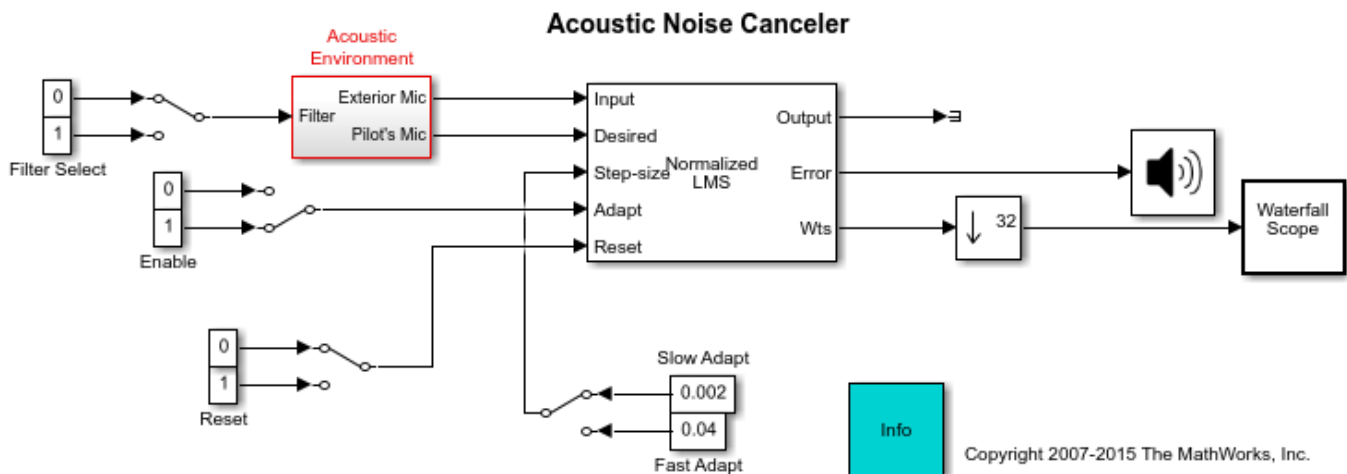 Acoustic Noise Canceler
Acoustic
Environment
0
1
Filter Select
Filter
Exterior Mic
Pilot's Mic
0
1
Enable
0
1
Reset
Input
Desired
Step-size
Adapt
Reset
Normalized
LMS
Output
Error
Wts
32
Waterfall
Scope
Slow Adapt
0.002
0.04
Fast Adapt
Info
Copyright 2007-2015 The MathWorks, Inc.